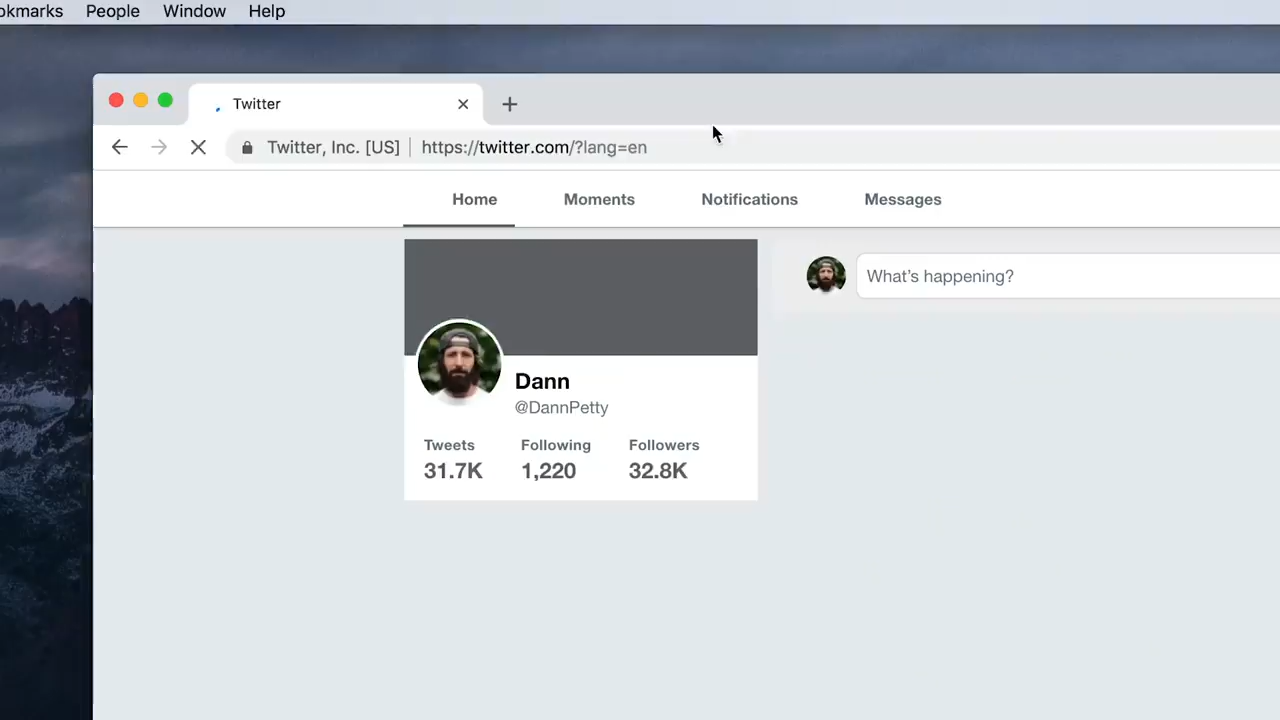 okmarks People Window Help
Twitter
Twitter, Inc. [US] https://twitter.com/?lang=en
Home Moments Notifications Messages
What's happening?
Dann
@DannPetty
Tweets Following Followers
31.7K 1,220 32.8K